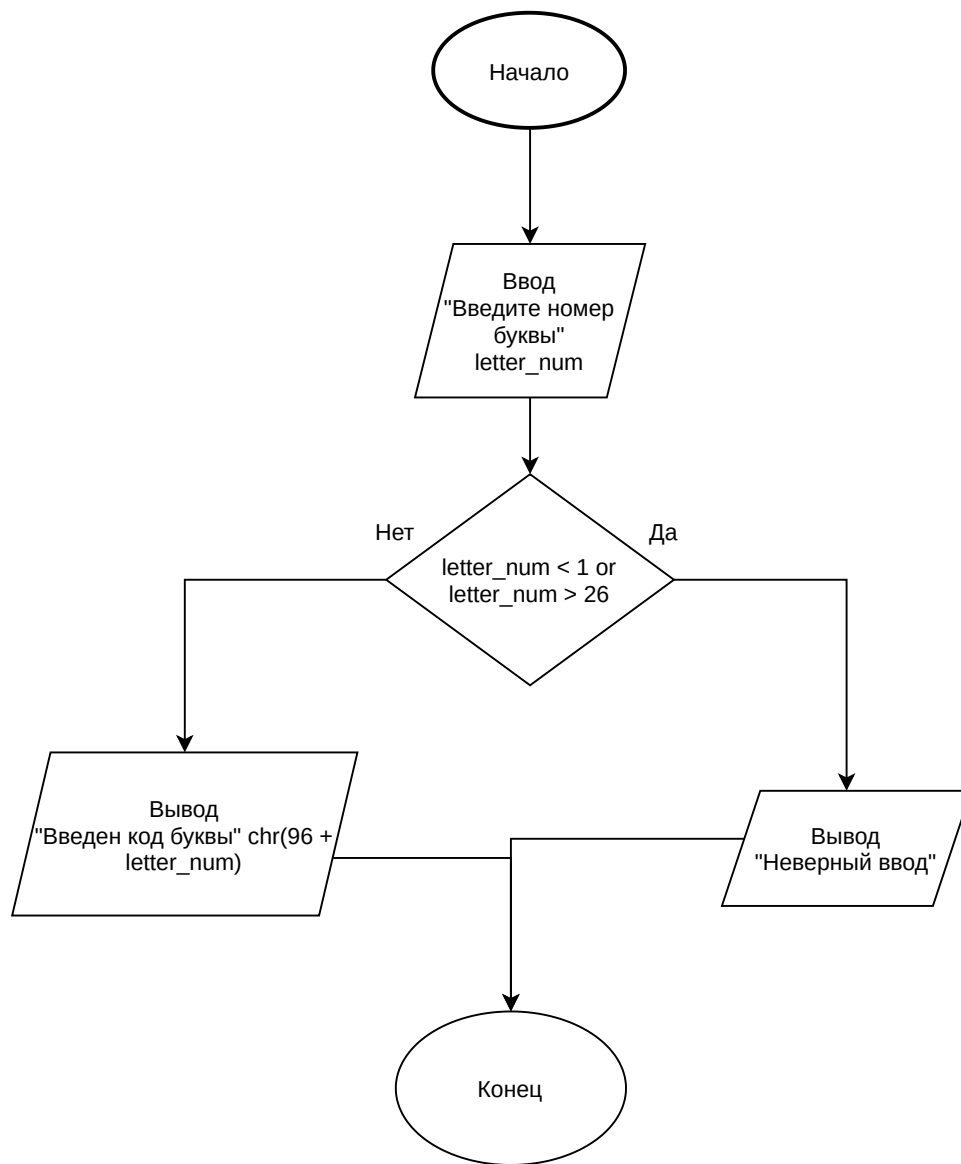 Начало
Ввод
"Введите номер
буквы"
letter_num
Нет
Да
letter_num < 1 or
letter_num > 26
Вывод
"Введен код буквы" chr(96 +
letter_num)
Вывод
"Неверный ввод"
Конец